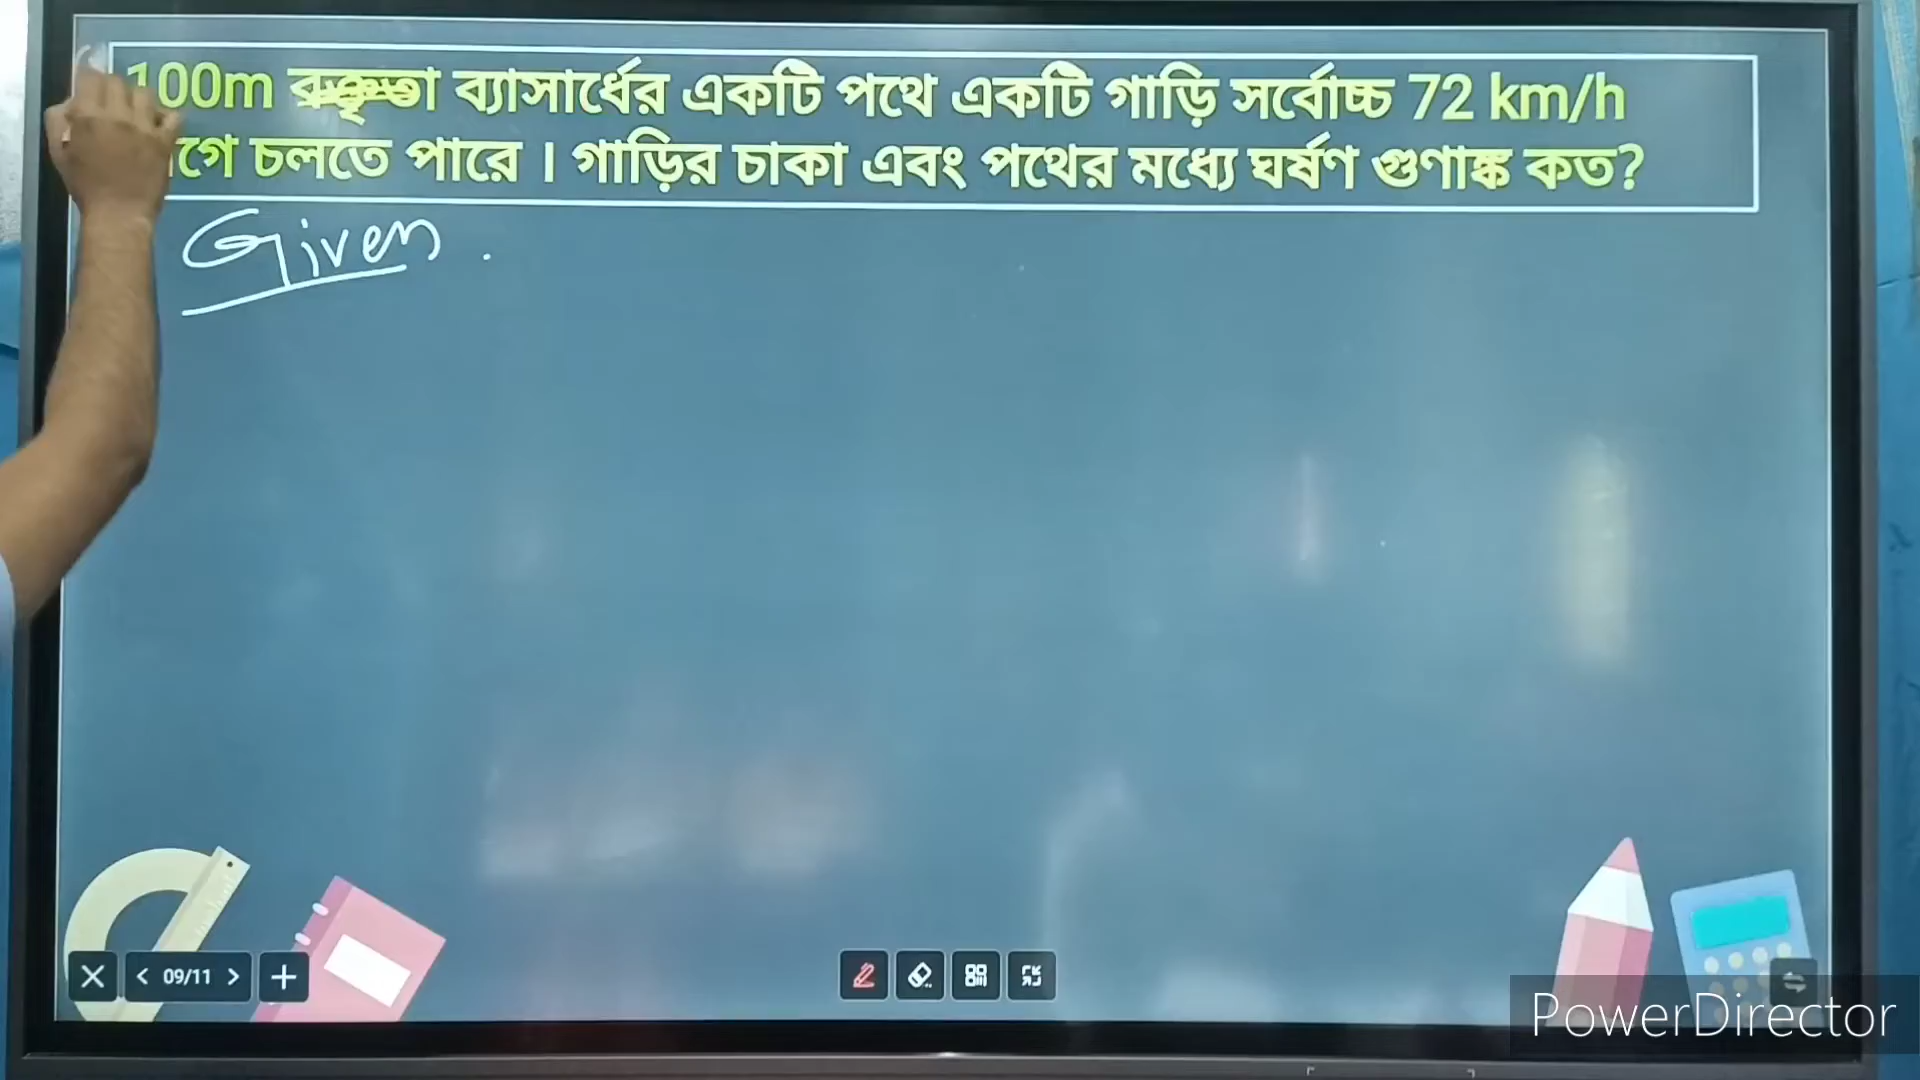 100m বক্রতা ব্যাসার্ধের একটি পথে একটি গাড়ি সর্বোচ্চ 72 km/h
চলতে পারে । গাড়ির চাকা এবং পথের মধ্যে ঘর্ষণ গুণাঙ্ক কত?
Given .
09/11
PowerDirector